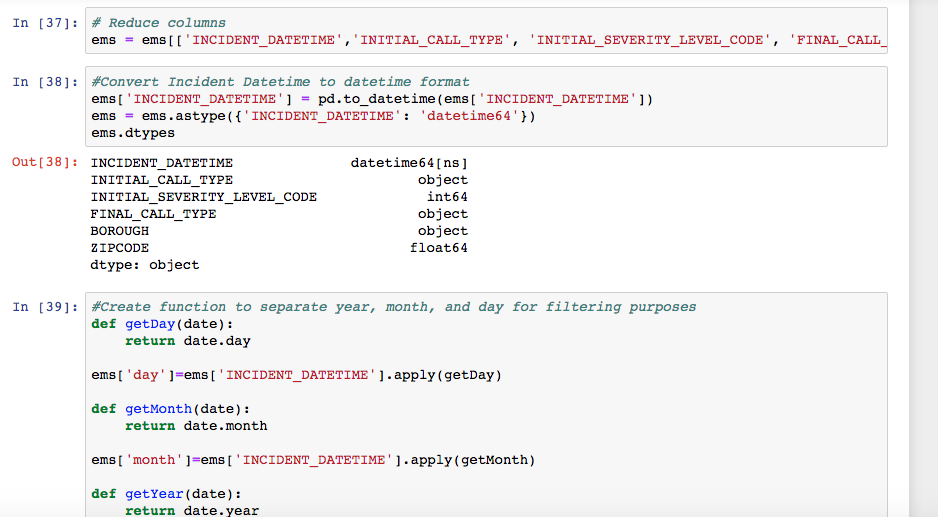 In [37]: # Reduce columns
ems = ems[['INCIDENT_DATETIME','INITIAL_CALL_TYPE', 'INITIAL_SEVERITY_LEVEL_CODE', 'FINAL_CALL_
In [38]: #Convert Incident Datetime to datetime format
ems['INCIDENT_DATETIME'] = pd.to_datetime(ems['INCIDENT_DATETIME'])
ems = ems.astype({'INCIDENT_DATETIME': 'datetime64'})
ems.dtypes
Out[38]: INCIDENT_DATETIME datetime64[ns]
INITIAL_CALL_TYPE object
INITIAL_SEVERITY_LEVEL_CODE int64
FINAL_CALL_TYPE object
BOROUGH object
ZIPCODE float64
dtype: object
In [39]: #Create function to separate year, month, and day for filtering purposes
def getDay(date):
    return date.day
ems['day']=ems['INCIDENT_DATETIME'].apply(getDay)
def getMonth(date):
    return date.month
ems['month']=ems['INCIDENT_DATETIME'].apply(getMonth)
def getYear(date):
    return date.year